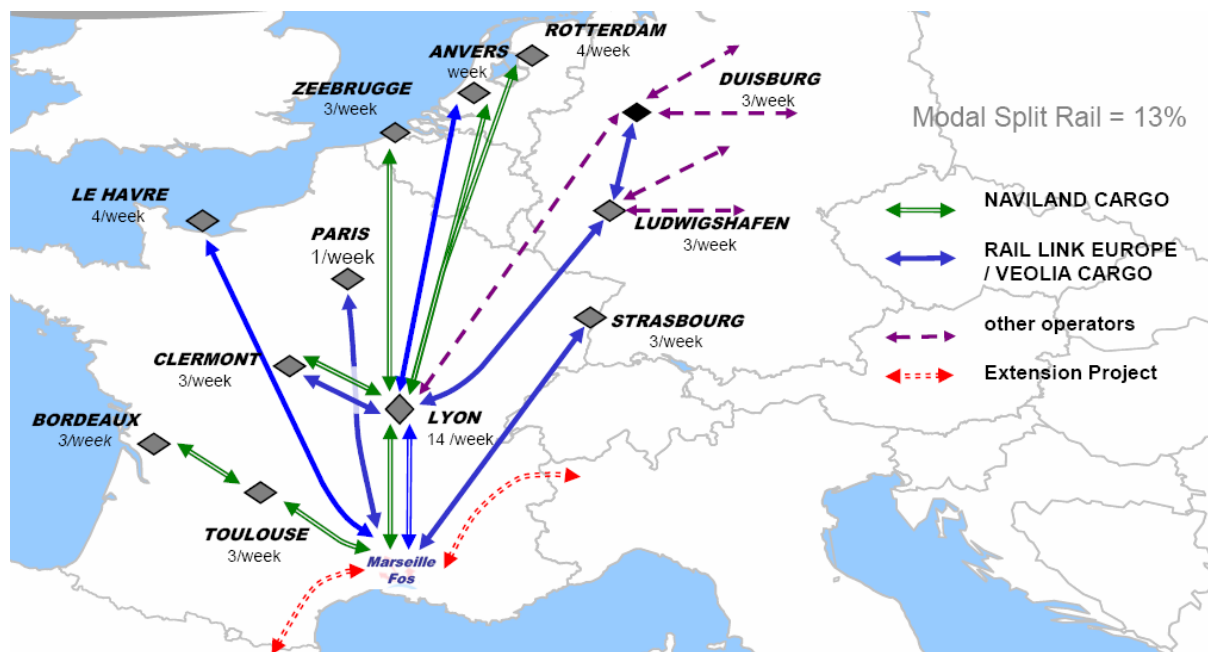 ROTTERDAM
4/week
ANVERS
week
ZEEBRUGGE
3/week
DUISBURG
3/week
Modal Split Rail = 13%
LE HAVRE
4/week
PARIS
1/week
LUDWIGSHAFEN
3/week
STRASBOURG
3/week
CLERMONT
3/week
LYON
14 /week
BORDEAUX
3/week
TOULOUSE
3/week
Marseille
Fos
NAVILAND CARGO
RAIL LINK EUROPE
/ VEOLIA CARGO
other operators
Extension Project